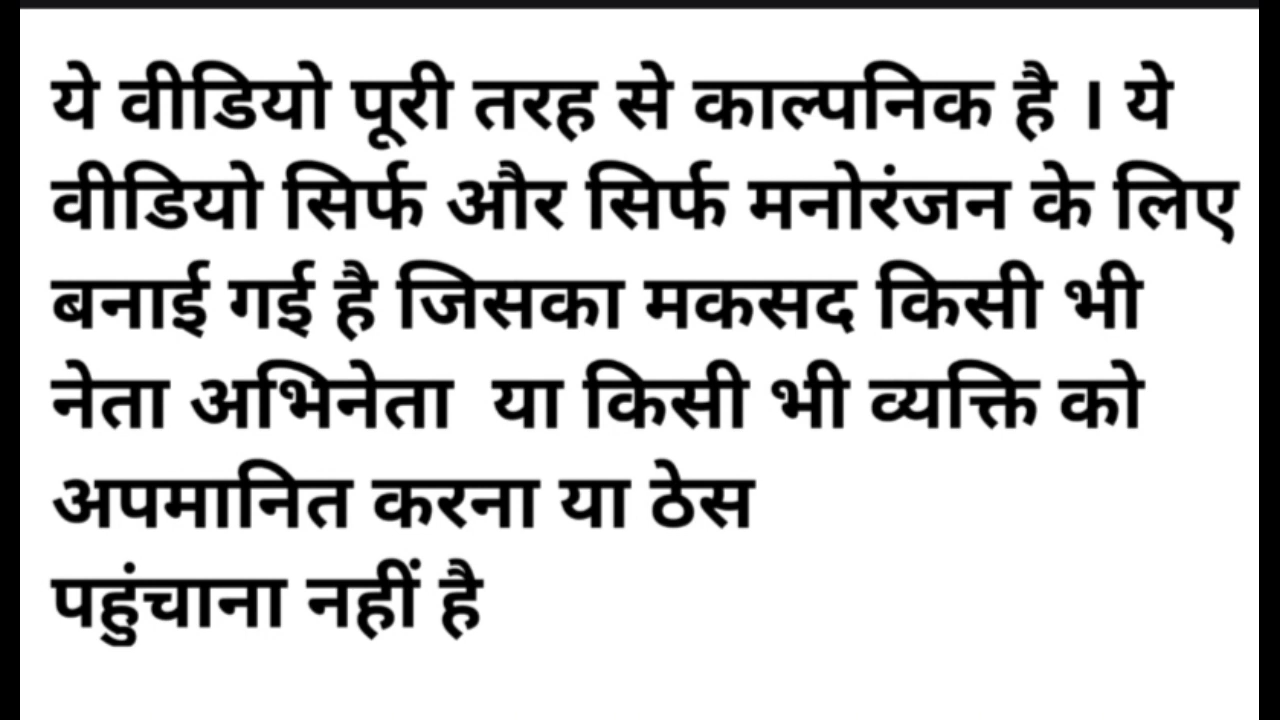 ये वीडियो पूरी तरह से काल्पनिक है । ये
वीडियो सिर्फ और सिर्फ मनोरंजन के लिए
बनाई गई है जिसका मकसद किसी भी
नेता अभिनेता या किसी भी व्यक्ति को
अपमानित करना या ठेस
पहुंचाना नहीं है